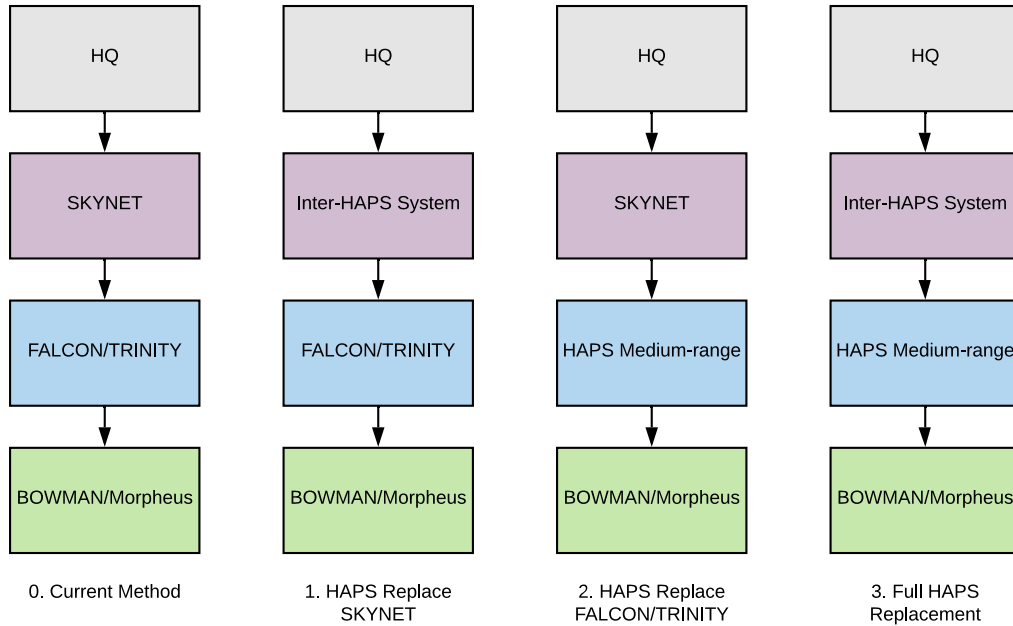 HQ
HQ
HQ
HQ
SKYNET
Inter-HAPS System
SKYNET
Inter-HAPS System
FALCON/TRINITY
FALCON/TRINITY
HAPS Medium-range
HAPS Medium-range
BOWMAN/Morpheus
BOWMAN/Morpheus
BOWMAN/Morpheus
BOWMAN/Morpheus
0. Current Method
1. HAPS Replace
SKYNET
2. HAPS Replace
FALCON/TRINITY
3. Full HAPS
Replacement